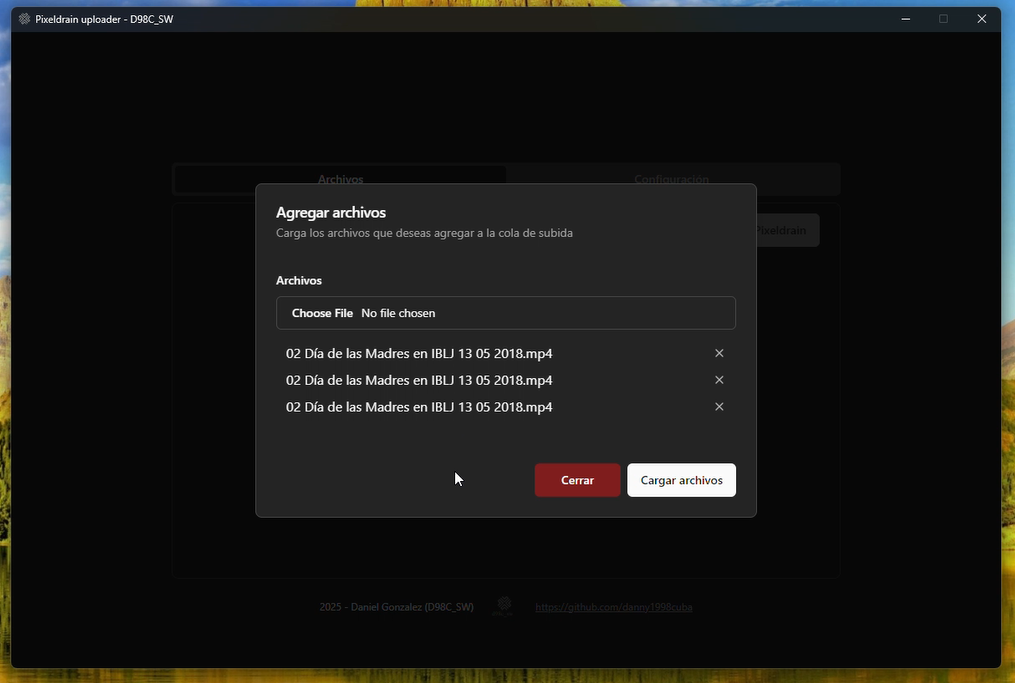 Pixeldrain uploader - D98C_SW
Archivos
Configuración
Pixeldrain
Agregar archivos
Carga los archivos que deseas agregar a la cola de subida
Archivos
Choose File No file chosen
02 Día de las Madres en IBLJ 13 05 2018.mp4
02 Día de las Madres en IBLJ 13 05 2018.mp4
02 Día de las Madres en IBLJ 13 05 2018.mp4
Cerrar
Cargar archivos
2025 - Daniel Gonzalez (D98C_SW)
https://github.com/danny1998cuba